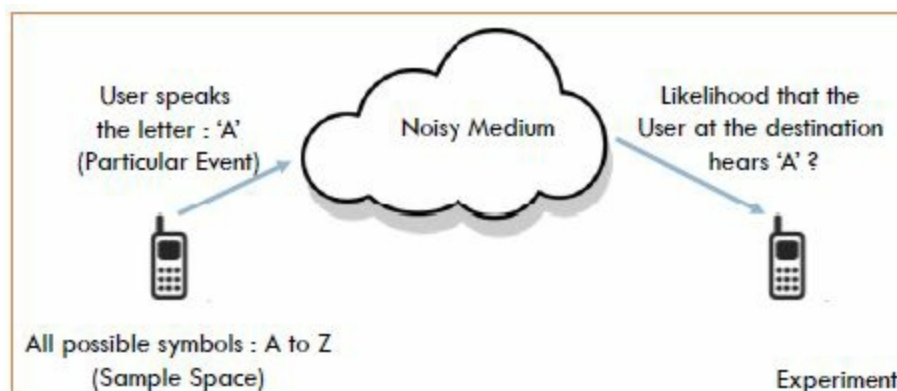 User speaks
the letter : 'A'
(Particular Event)
Noisy Medium
Likelihood that the
User at the destination
hears 'A' ?
All possible symbols : A to Z
(Sample Space)
Experiment